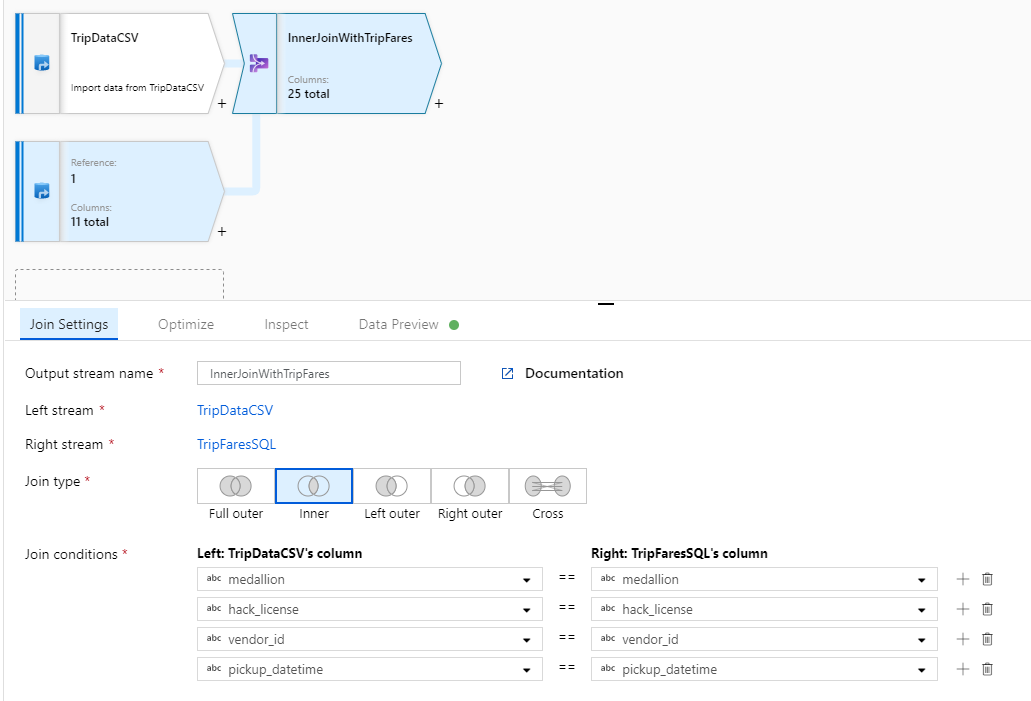 TripDataCSV
Import data from TripDataCSV
+
InnerJoinWithTripFares
Columns:
25 total
+
Reference:
1
Columns:
11 total
+
Join Settings Optimize Inspect Data Preview
Output stream name * InnerJoinWithTripFares Documentation
Left stream * TripDataCSV
Right stream * TripFaresSQL
Join type *
Full outer Inner Left outer Right outer Cross
Join conditions * Left: TripDataCSV's column Right: TripFaresSQL's column
abc medallion == abc medallion
abc hack_license == abc hack_license
abc vendor_id == abc vendor_id
abc pickup_datetime == abc pickup_datetime